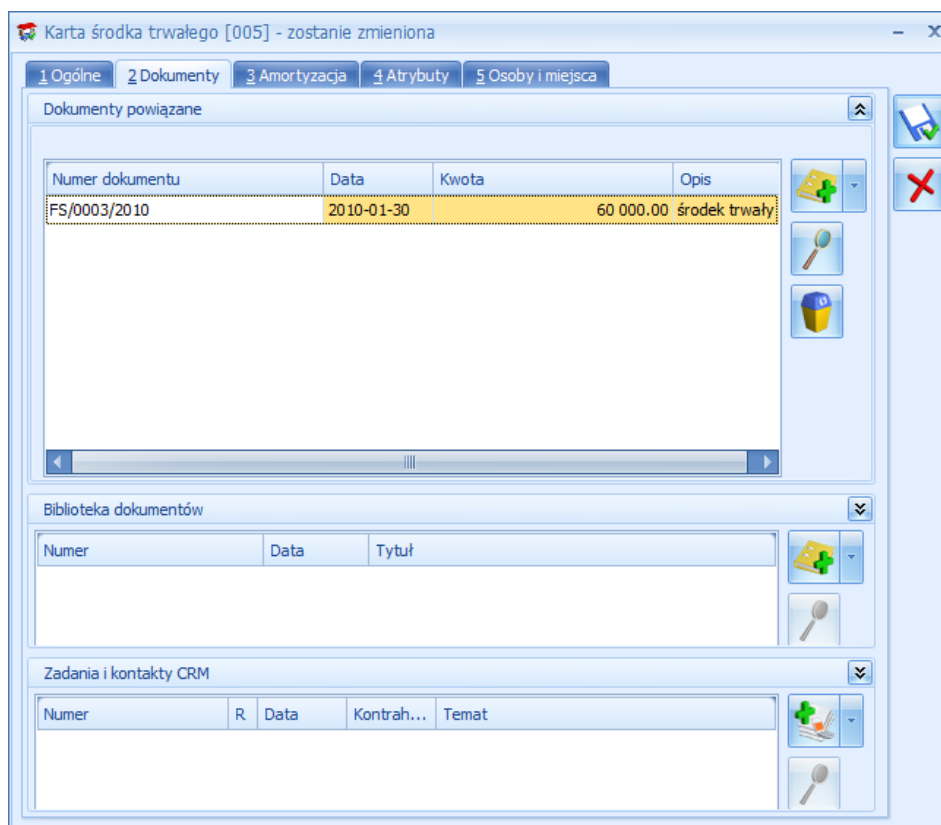 Karta środka trwałego [005] - zostanie zmieniona
1 Ogólne 2 Dokumenty 3 Amortyzacja 4 Atrybuty 5 Osoby i miejsca
Dokumenty powiązane
Numer dokumentu Data Kwota Opis
FS/0003/2010 2010-01-30 60 000.00 środek trwały
Biblioteka dokumentów
Numer Data Tytuł
Zadania i kontakty CRM
Numer R Data Kontrah... Temat